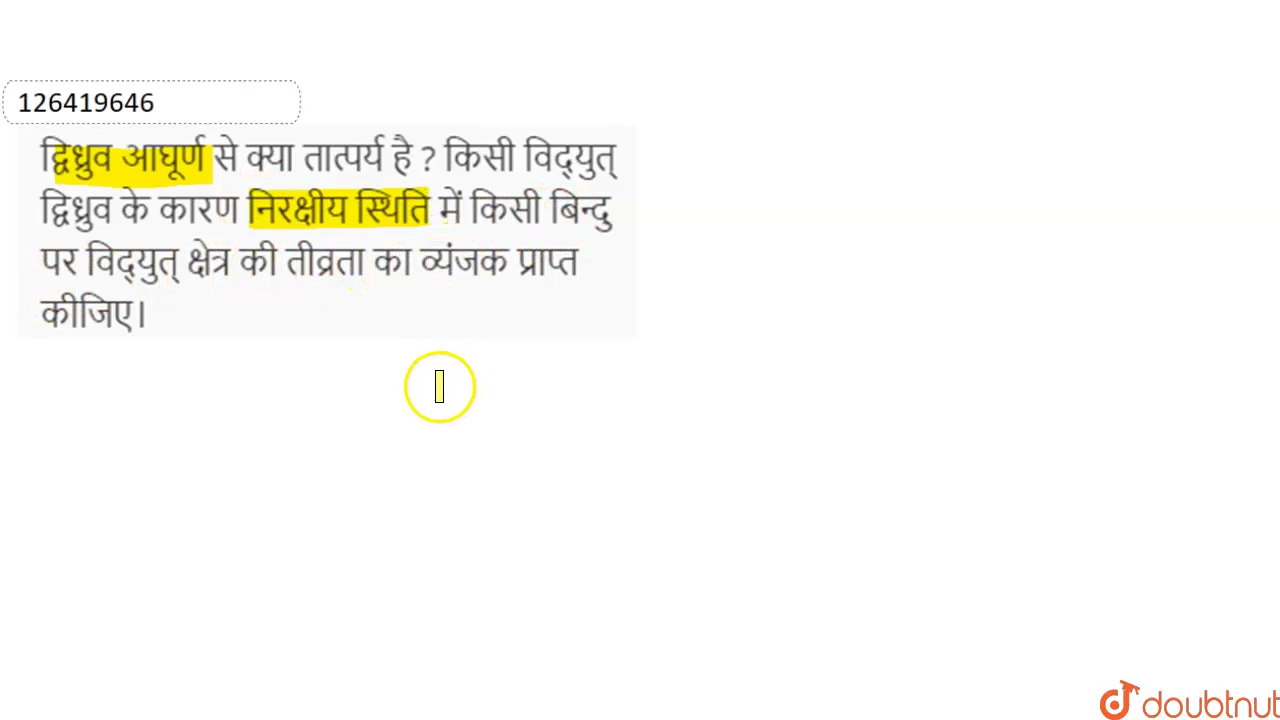 126419646
द्विध्रुव आघूर्ण से क्या तात्पर्य है ? किसी विद्‌युत्
द्विध्रुव के कारण निरक्षीय स्थिति में किसी बिन्दु
पर विद्‌युत् क्षेत्र की तीव्रता का व्यंजक प्राप्त
कीजिए।
doubtnut